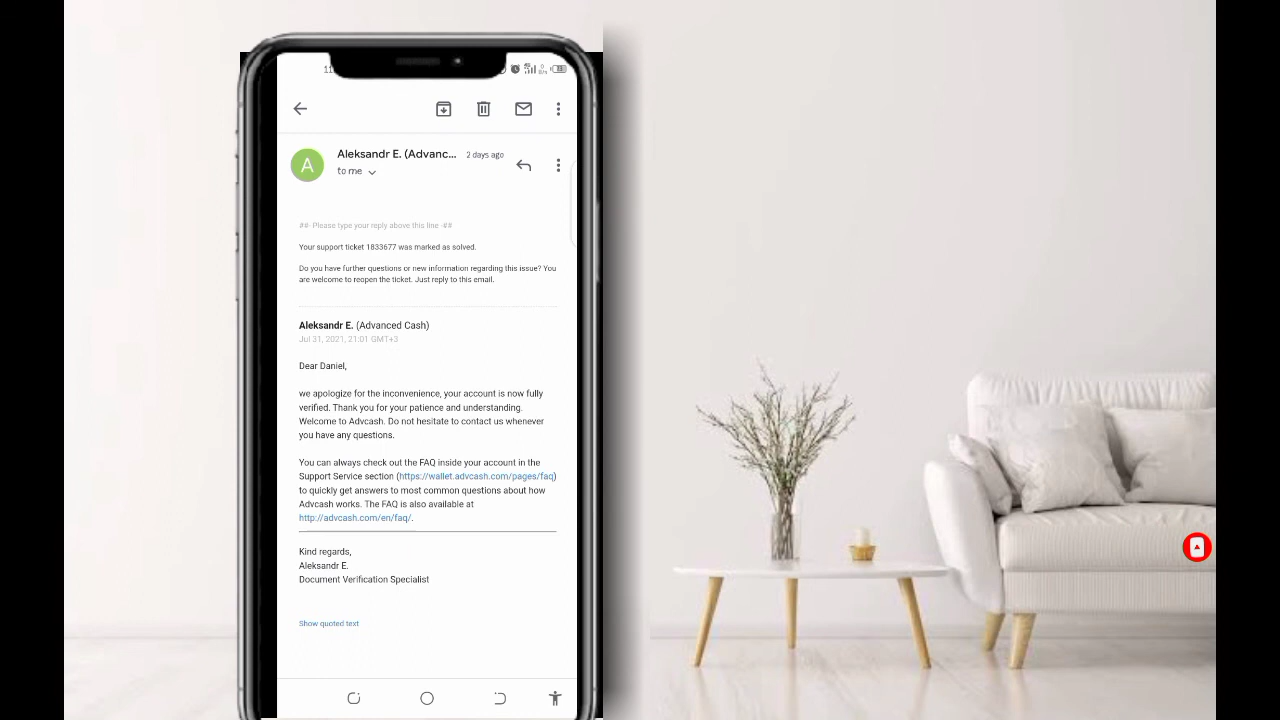 Aleksandr E. (Advanc... 2 days ago
to me
##- Please type your reply above this line -##
Your support ticket 1833677 was marked as solved.
Do you have further questions or new information regarding this issue? You
are welcome to reopen the ticket. Just reply to this email.
Aleksandr E. (Advanced Cash)
Jul 31, 2021, 21:01 GMT+3
Dear Daniel,
we apologize for the inconvenience, your account is now fully
verified. Thank you for your patience and understanding.
Welcome to Advcash. Do not hesitate to contact us whenever
you have any questions.
You can always check out the FAQ inside your account in the
Support Service section (https://wallet.advcash.com/pages/faq)
to quickly get answers to most common questions about how
Advcash works. The FAQ is also available at
http://advcash.com/en/faq/.
Kind regards,
Aleksandr E.
Document Verification Specialist
Show quoted text